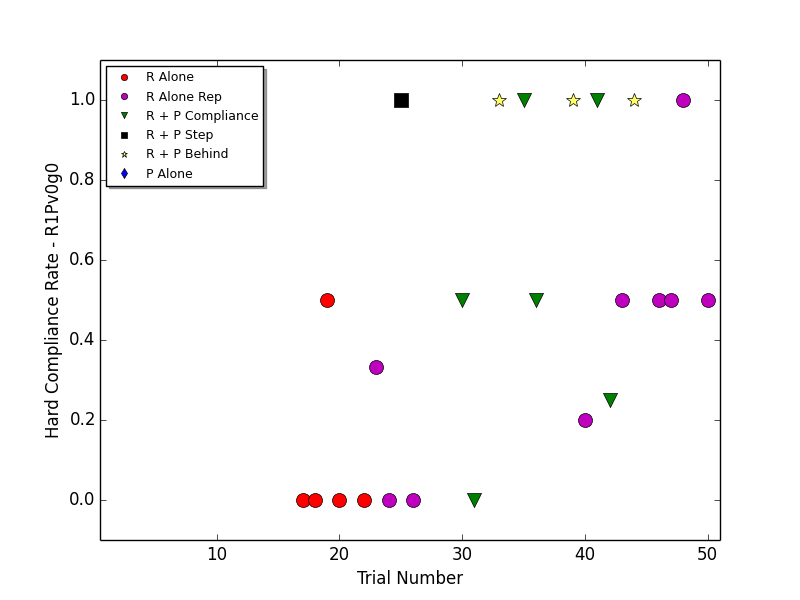 R Alone
R Alone Rep
R + P Compliance
R + P Step
R + P Behind
P Alone
1.0
0.8
0.6
0.4
0.2
0.0
Hard Compliance Rate - R1Pv0g0
10 20 30 40 50
Trial Number